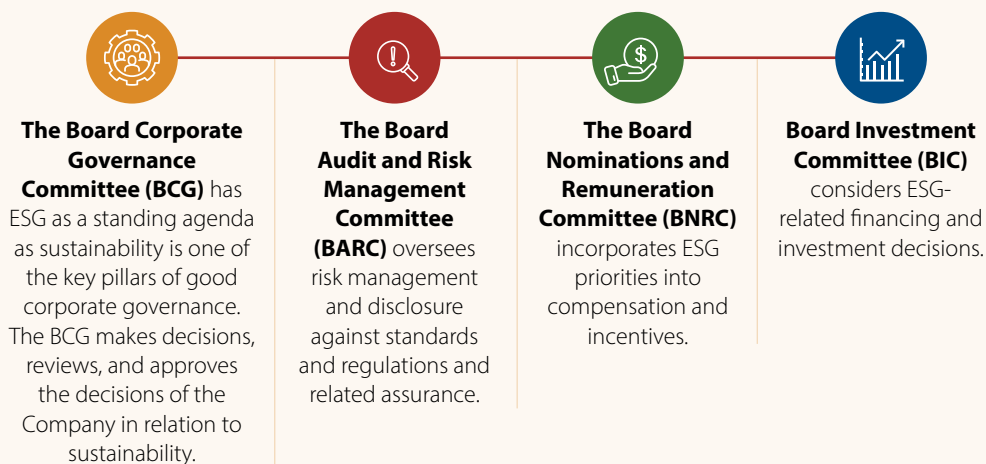 The Board Corporate
Governance
Committee (BCG) has
ESG as a standing agenda
as sustainability is one of
the key pillars of good
corporate governance.
The BCG makes decisions,
reviews, and approves
the decisions of the
Company in relation to
sustainability.
The Board
Audit and Risk
Management
Committee
(BARC) oversees
risk management
and disclosure
against standards
and regulations and
related assurance.
The Board
Nominations and
Remuneration
Committee (BNRC)
incorporates ESG
priorities into
compensation and
incentives.
Board Investment
Committee (BIC)
considers ESG-
related financing and
investment decisions.